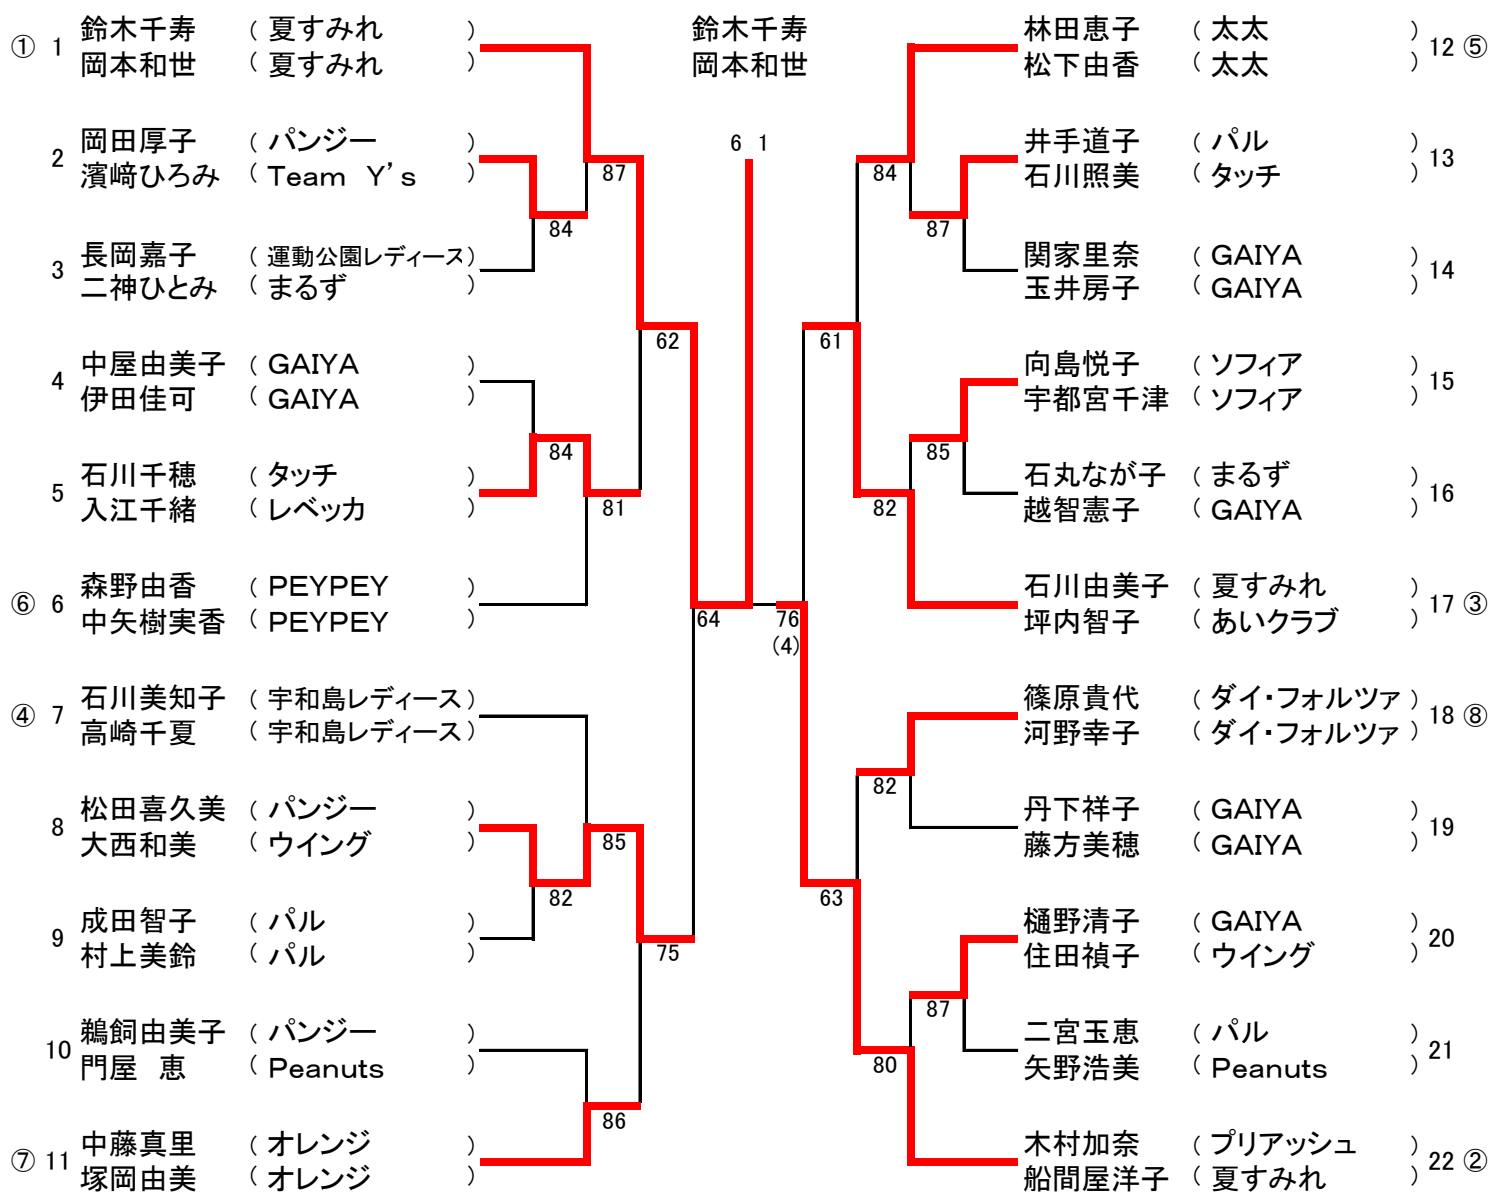 ① 1 鈴木千寿 ( 夏すみれ )
岡本和世 ( 夏すみれ )
2 岡田厚子 ( パンジー )
濱﨑ひろみ ( Team Y's )
3 長岡嘉子 ( 運動公園レディース )
二神ひとみ ( まるず )
4 中屋由美子 ( GAIYA )
伊田佳可 ( GAIYA )
5 石川千穂 ( タッチ )
入江千緒 ( レベッカ )
⑥ 6 森野由香 ( PEYPEY )
中矢樹実香 ( PEYPEY )
④ 7 石川美知子 ( 宇和島レディース )
高崎千夏 ( 宇和島レディース )
8 松田喜久美 ( パンジー )
大西和美 ( ウイング )
9 成田智子 ( パル )
村上美鈴 ( パル )
10 鵜飼由美子 ( パンジー )
門屋 恵 ( Peanuts )
⑦ 11 中藤真里 ( オレンジ )
塚岡由美 ( オレンジ )
87
84
62
84
81
64
85
82
75
86
鈴木千寿
岡本和世
6 1
76
(4)
84
87
61
85
82
82
63
87
80
林田恵子 ( 太太 ) 12 ⑤
松下由香 ( 太太 )
井手道子 ( パル ) 13
石川照美 ( タッチ )
関家里奈 ( GAIYA ) 14
玉井房子 ( GAIYA )
向島悦子 ( ソフィア ) 15
宇都宮千津 ( ソフィア )
石丸なが子 ( まるず ) 16
越智憲子 ( GAIYA )
石川由美子 ( 夏すみれ ) 17 ③
坪内智子 ( あいクラブ )
篠原貴代 ( ダイ・フォルツァ ) 18 ⑧
河野幸子 ( ダイ・フォルツァ )
丹下祥子 ( GAIYA ) 19
藤方美穂 ( GAIYA )
樋野清子 ( GAIYA ) 20
住田禎子 ( ウイング )
二宮玉恵 ( パル ) 21
矢野浩美 ( Peanuts )
木村加奈 ( プリアッシュ ) 22 ②
船間屋洋子 ( 夏すみれ )